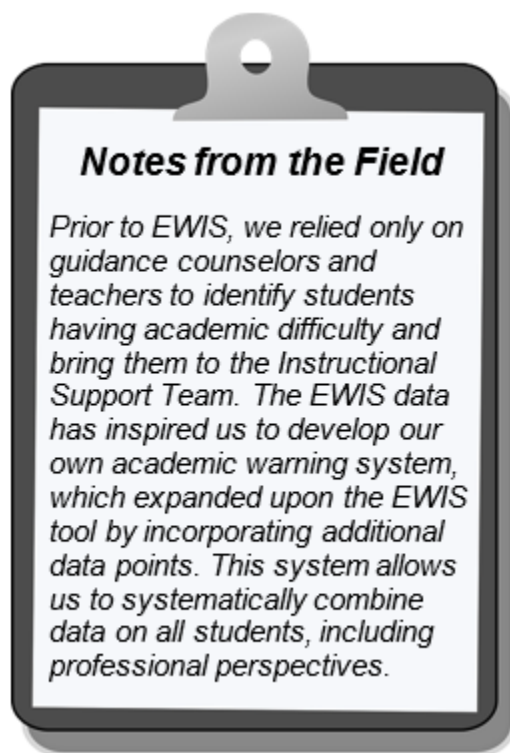 Notes from the Field
Prior to EWIS, we relied only on
guidance counselors and
teachers to identify students
having academic difficulty and
bring them to the Instructional
Support Team. The EWIS data
has inspired us to develop our
own academic warning system,
which expanded upon the EWIS
tool by incorporating additional
data points. This system allows
us to systematically combine
data on all students, including
professional perspectives.